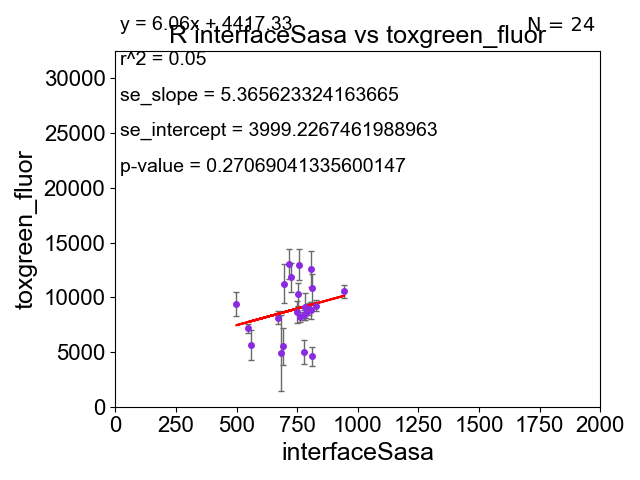 y = 6.06x + 4417.33
N = 24
R interfaceSasa vs toxgreen_fluor
r^2 = 0.05
se_slope = 5.365623324163665
se_intercept = 3999.2267461988963
p-value = 0.27069041335600147
30000
25000
20000
15000
10000
5000
0
toxgreen_fluor
0 250 500 750 1000 1250 1500 1750 2000
interfaceSasa